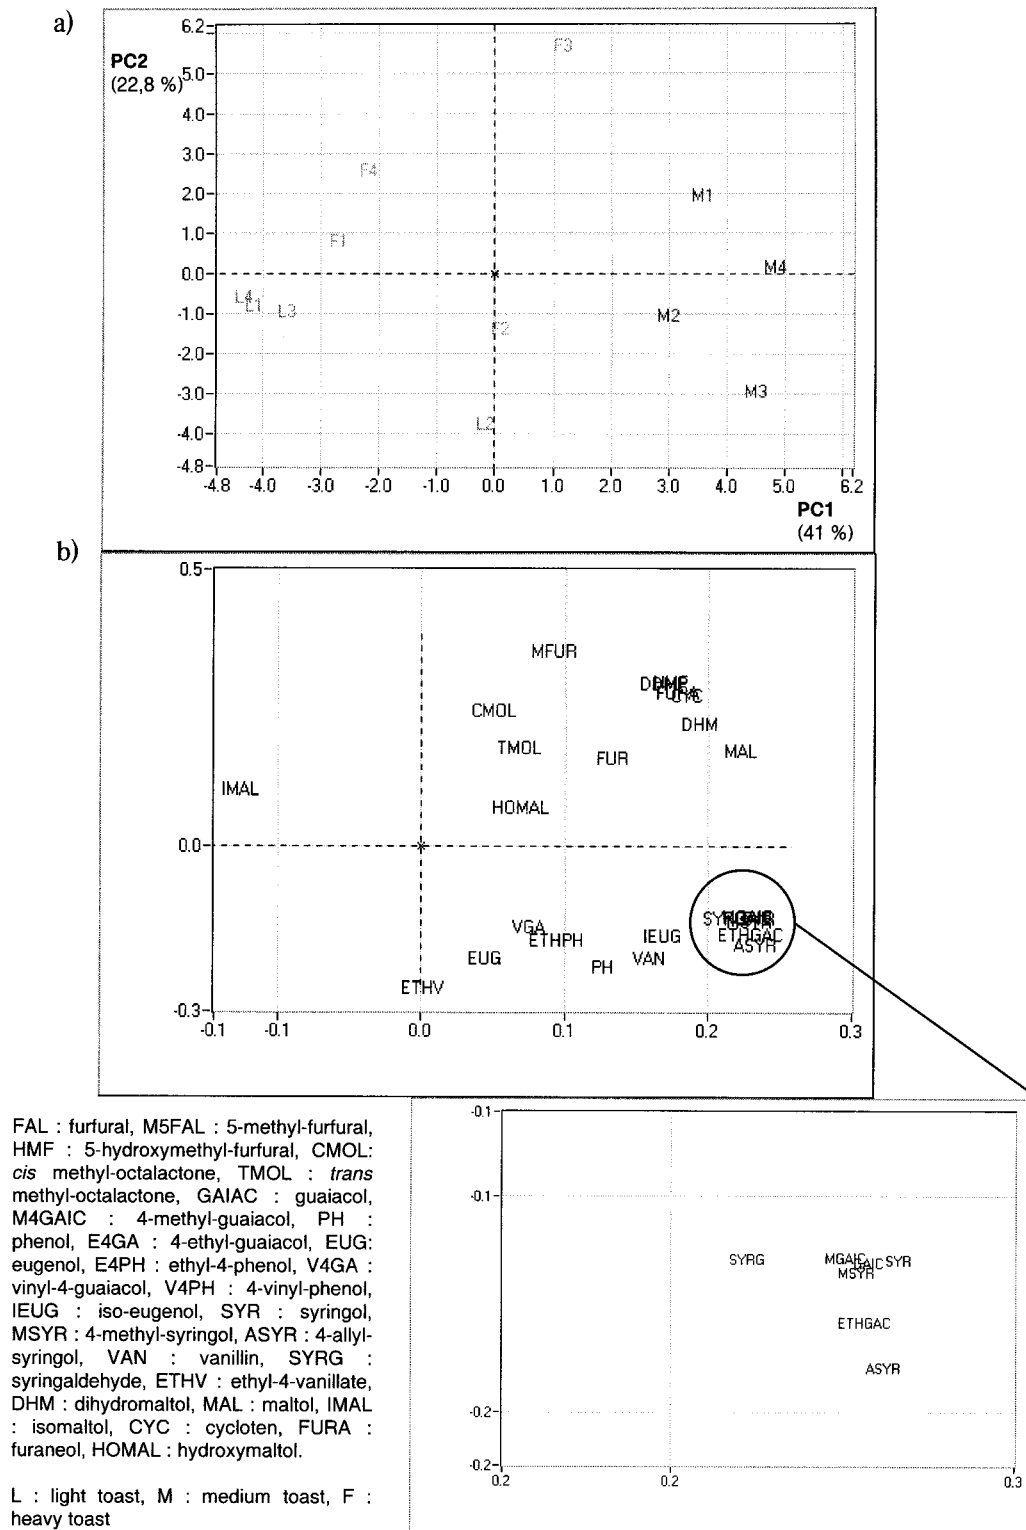 a)
PC2
(22,8 %)
6.2
5.0
4.0
3.0
2.0
1.0
0.0
-1.0
-2.0
-3.0
-4.0
-4.8
F3
F4
M1
F1
M4
L4
L1
L3
M2
F2
M3
L2
-4.8 -4.0 -3.0 -2.0 -1.0 0.0 1.0 2.0 3.0 4.0 5.0 6.2
PC1
(41 %)
b)
0.5
0.0
-0.3
MFUR
CYC
CMOL
DHM
TMOL
FUR
MAL
IMAL
HOMAL
VGA
ETHPH
IEUG
ETHGAC
EUG
PH
VAN
ASYR
ETHV
-0.1 -0.1 0.0 0.1 0.2 0.3
FAL : furfural, M5FAL : 5-methyl-furfural,
HMF : 5-hydroxymethyl-furfural, CMOL:
cis methyl-octalactone, TMOL : trans
methyl-octalactone, GAIAC : guaiacol,
M4GAIC : 4-methyl-guaiacol, PH :
phenol, E4GA : 4-ethyl-guaiacol, EUG:
eugenol, E4PH : ethyl-4-phenol, V4GA :
vinyl-4-guaiacol, V4PH : 4-vinyl-phenol,
IEUG : iso-eugenol, SYR : syringol,
MSYR : 4-methyl-syringol, ASYR : 4-allyl-
syringol, VAN : vanillin, SYRG :
syringaldehyde, ETHV : ethyl-4-vanillate,
DHM : dihydromaltol, MAL : maltol, IMAL
: isomaltol, CYC : cycloten, FURA :
furaneol, HOMAL : hydroxymaltol.
L : light toast, M : medium toast, F :
heavy toast
-0.1
-0.1
-0.2
-0.2
SYRG
MGAIC
GAIC
SYR
MSYR
ETHGAC
ASYR
0.2 0.2 0.3